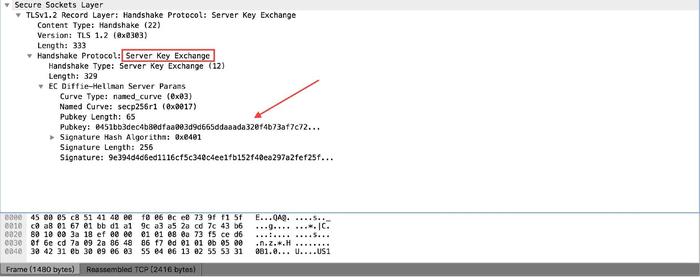 Secure Sockets Layer
TLSv1.2 Record Layer: Handshake Protocol: Server Key Exchange
Content Type: Handshake (22)
Version: TLS 1.2 (0x0303)
Length: 333
Handshake Protocol: Server Key Exchange
Handshake Type: Server Key Exchange (12)
Length: 329
EC Diffie-Hellman Server Params
Curve Type: named_curve (0x03)
Named Curve: secp256r1 (0x0017)
Pubkey Length: 65
Pubkey: 0451bb3dec4b80dfaa003d9d665ddaaada320f4b73af7c72...
Signature Hash Algorithm: 0x0401
Signature Length: 256
Signature: 9e394d4d6ed1116cf5c340c4ee1fb152f40ea297a2fef25f...
0000 45 00 05 c8 51 41 40 00 f0 06 0c e0 73 9f f1 5f E...QA@. ....s.._
0010 c0 a8 01 67 01 bb d1 a1 9c a3 a5 2a cd 7c 43 b6 ...g.... ...*.|C.
0020 80 10 00 3a 18 ef 00 00 01 01 08 0a 73 f5 ce d6 ...:.... ....s...
0030 0f 6e cd 7a 09 2a 86 48 86 f7 0d 01 01 0b 05 00 .n.z.*.H ........
0040 30 42 31 0b 30 09 06 03 55 04 06 13 02 55 53 31 0B1.0... U....US1
Frame (1480 bytes) Reassembled TCP (2416 bytes)